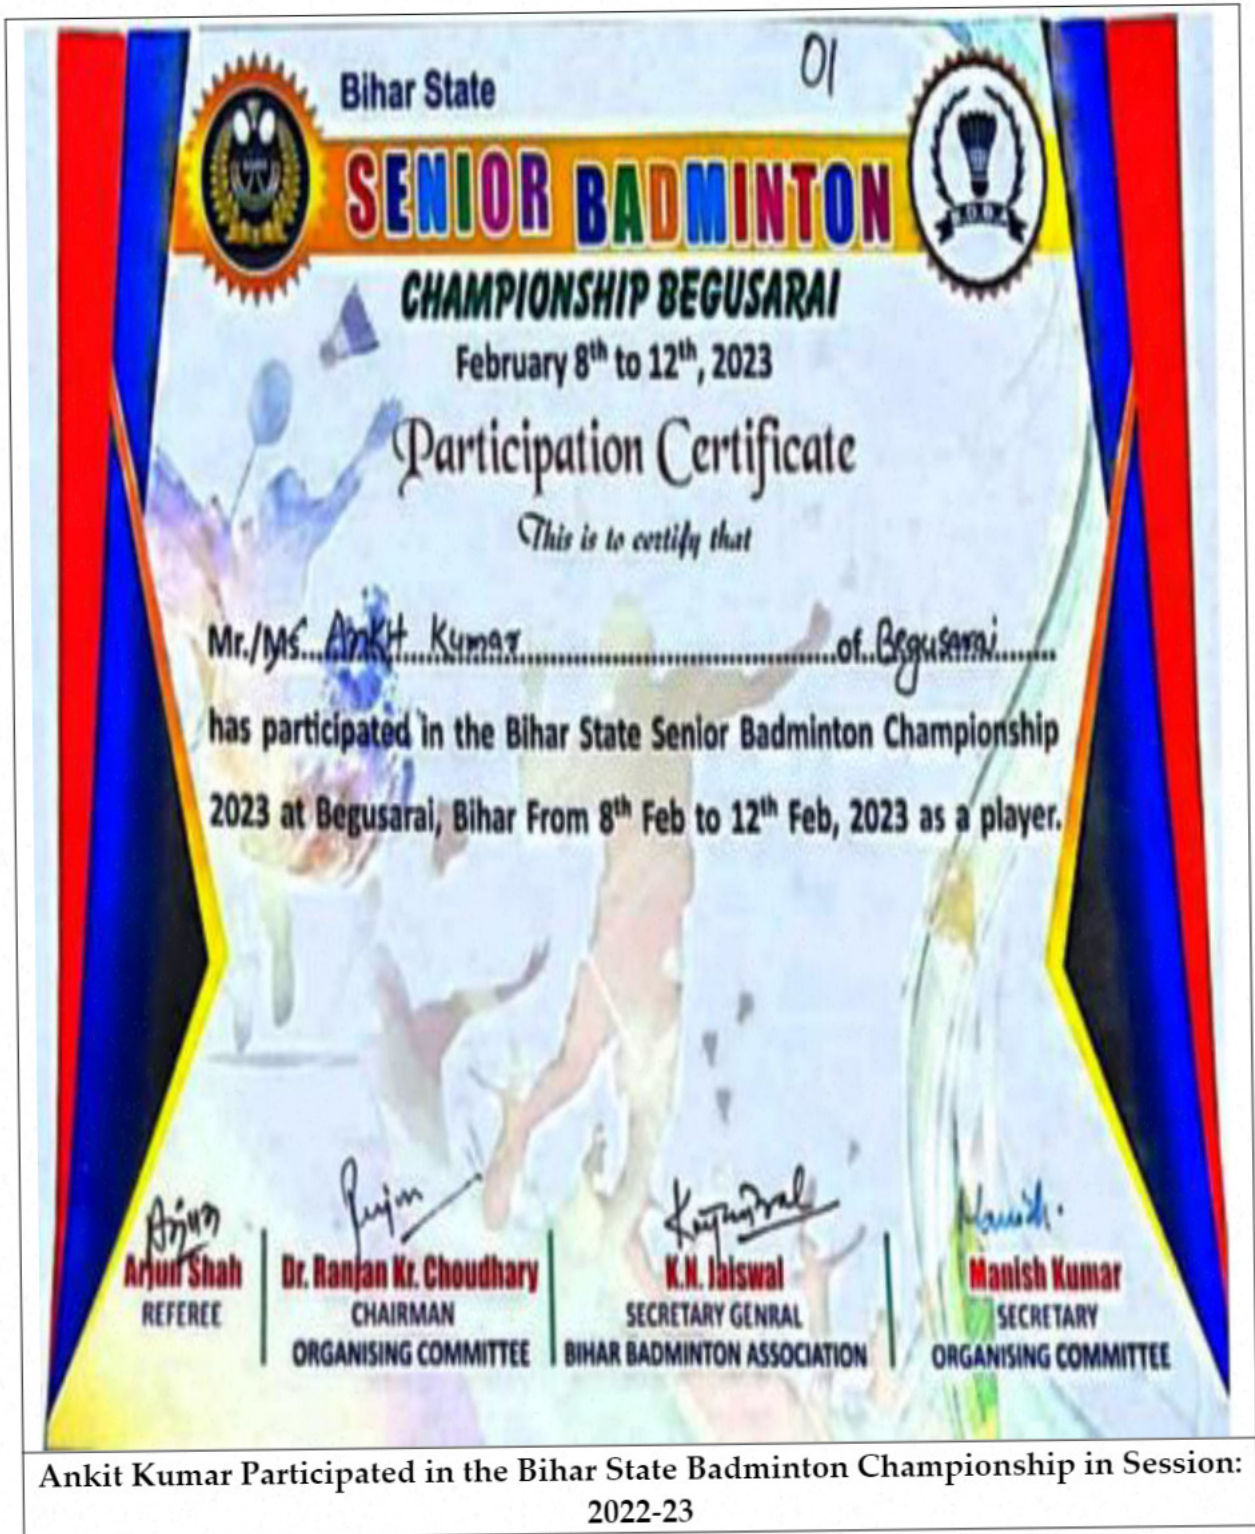 01
Bihar State
SENIOR BADMINTON
CHAMPIONSHIP BEGUSARAI
February 8th to 12th, 2023
Participation Certificate
This is to certify that
Mr./Ms. Ankit Kumar of Begusarai
has participated in the Bihar State Senior Badminton Championship
2023 at Begusarai, Bihar From 8th Feb to 12th Feb, 2023 as a player.
Arjun Shah
REFEREE
Dr. Ranjan Kr. Choudhary
CHAIRMAN
ORGANISING COMMITTEE
K.N. Jaiswal
SECRETARY GENRAL
BIHAR BADMINTON ASSOCIATION
Manish Kumar
SECRETARY
ORGANISING COMMITTEE
Ankit Kumar Participated in the Bihar State Badminton Championship in Session:
2022-23